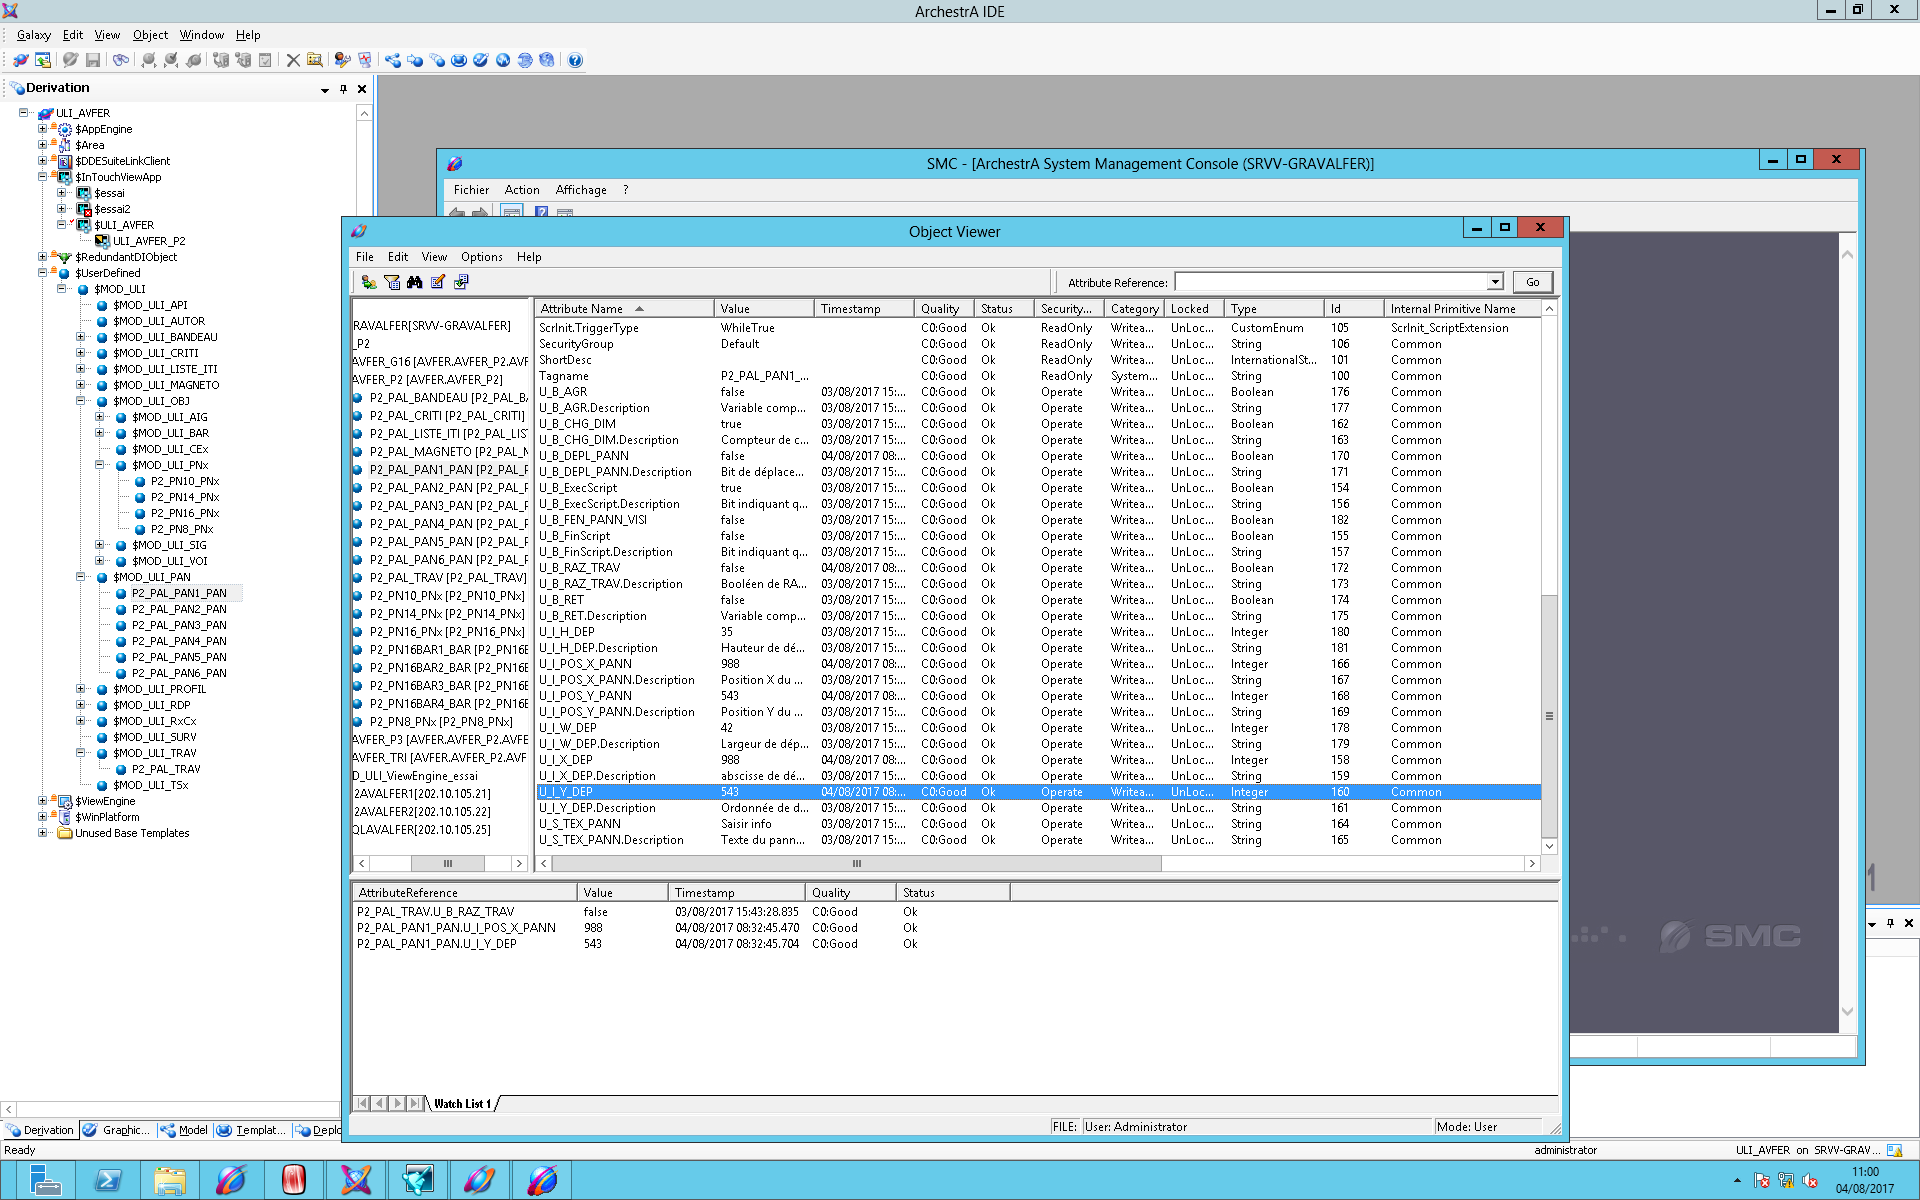 ArchestrA IDE
Galaxy Edit View Object Window Help
Derivation
ULI_AVFER
$AppEngine
$Area
$DDESuiteLinkClient
$InTouchViewApp
$essai
$essai2
$ULI_AVFER
ULI_AVFER_P2
$RedundantDIObject
$UserDefined
$MOD_ULI
$MOD_ULI_API
$MOD_ULI_AUTOR
$MOD_ULI_BANDEAU
$MOD_ULI_CRITI
$MOD_ULI_LISTE_ITI
$MOD_ULI_MAGNETO
$MOD_ULI_OBJ
$MOD_ULI_AIG
$MOD_ULI_BAR
$MOD_ULI_CEx
$MOD_ULI_PNx
P2_PN10_PNx
P2_PN14_PNx
P2_PN16_PNx
P2_PN8_PNx
$MOD_ULI_SIG
$MOD_ULI_VOI
$MOD_ULI_PAN
P2_PAL_PAN1_PAN
P2_PAL_PAN2_PAN
P2_PAL_PAN3_PAN
P2_PAL_PAN4_PAN
P2_PAL_PAN5_PAN
P2_PAL_PAN6_PAN
$MOD_ULI_PROFIL
$MOD_ULI_RDP
$MOD_ULI_RxCx
$MOD_ULI_SURV
$MOD_ULI_TRAV
P2_PAL_TRAV
$MOD_ULI_TSx
$ViewEngine
$WinPlatform
Unused Base Templates
Derivation Graphic... Model Templat... Deplo
Ready
SMC - [ArchestrA System Management Console (SRVV-GRAVALFER)]
Fichier Action Affichage ?
Object Viewer
File Edit View Options Help
Attribute Reference: Go
RAVALFER[SRVV-GRAVALFER]
_P2
AVFER_G16 [AVFER.AVFER_P2.AVF
AVFER_P2 [AVFER.AVFER_P2]
P2_PAL_BANDEAU [P2_PAL_BA
P2_PAL_CRITI [P2_PAL_CRITI]
P2_PAL_LISTE_ITI [P2_PAL_LIS
P2_PAL_MAGNETO [P2_PAL_M
P2_PAL_PAN1_PAN [P2_PAL_F
P2_PAL_PAN2_PAN [P2_PAL_F
P2_PAL_PAN3_PAN [P2_PAL_F
P2_PAL_PAN4_PAN [P2_PAL_F
P2_PAL_PAN5_PAN [P2_PAL_F
P2_PAL_PAN6_PAN [P2_PAL_F
P2_PAL_TRAV [P2_PAL_TRAV]
P2_PN10_PNx [P2_PN10_PNx]
P2_PN14_PNx [P2_PN14_PNx]
P2_PN16_PNx [P2_PN16_PNx]
P2_PN16BAR1_BAR [P2_PN16E
P2_PN16BAR2_BAR [P2_PN16E
P2_PN16BAR3_BAR [P2_PN16E
P2_PN16BAR4_BAR [P2_PN16E
P2_PN8_PNx [P2_PN8_PNx]
AVFER_P3 [AVFER.AVFER_P2.AVFE
AVFER_TRI [AVFER.AVFER_P2.AVF
D_ULI_ViewEngine_essai
2AVALFER1[202.10.105.21]
2AVALFER2[202.10.105.22]
QLAVALFER[202.10.105.25]
Attribute Name Value Timestamp Quality Status Security... Category Locked Type Id Internal Primitive Name
ScrInit.TriggerType WhileTrue C0:Good Ok ReadOnly Writea... UnLoc... CustomEnum 105 ScrInit_ScriptExtension
SecurityGroup Default C0:Good Ok ReadOnly Writea... UnLoc... String 106 Common
ShortDesc C0:Good Ok ReadOnly Writea... UnLoc... InternationalSt... 101 Common
Tagname P2_PAL_PAN1_... C0:Good Ok ReadOnly System... UnLoc... String 100 Common
U_B_AGR false 03/08/2017 15:... C0:Good Ok Operate Writea... UnLoc... Boolean 176 Common
U_B_AGR.Description Variable comp... 03/08/2017 15:... C0:Good Ok Operate Writea... UnLoc... String 177 Common
U_B_CHG_DIM true 03/08/2017 15:... C0:Good Ok Operate Writea... UnLoc... Boolean 162 Common
U_B_CHG_DIM.Description Compteur de c... 03/08/2017 15:... C0:Good Ok Operate Writea... UnLoc... String 163 Common
U_B_DEPL_PANN false 04/08/2017 08:... C0:Good Ok Operate Writea... UnLoc... Boolean 170 Common
U_B_DEPL_PANN.Description Bit de déplace... 03/08/2017 15:... C0:Good Ok Operate Writea... UnLoc... String 171 Common
U_B_ExecScript true 03/08/2017 15:... C0:Good Ok Operate Writea... UnLoc... Boolean 154 Common
U_B_ExecScript.Description Bit indiquant q... 03/08/2017 15:... C0:Good Ok Operate Writea... UnLoc... String 156 Common
U_B_FEN_PANN_VISI false 03/08/2017 15:... C0:Good Ok Operate Writea... UnLoc... Boolean 182 Common
U_B_FinScript false 03/08/2017 15:... C0:Good Ok Operate Writea... UnLoc... Boolean 155 Common
U_B_FinScript.Description Bit indiquant q... 03/08/2017 15:... C0:Good Ok Operate Writea... UnLoc... String 157 Common
U_B_RAZ_TRAV false 04/08/2017 08:... C0:Good Ok Operate Writea... UnLoc... Boolean 172 Common
U_B_RAZ_TRAV.Description Booléen de RA... 03/08/2017 15:... C0:Good Ok Operate Writea... UnLoc... String 173 Common
U_B_RET false 03/08/2017 15:... C0:Good Ok Operate Writea... UnLoc... Boolean 174 Common
U_B_RET.Description Variable comp... 03/08/2017 15:... C0:Good Ok Operate Writea... UnLoc... String 175 Common
U_I_H_DEP 35 03/08/2017 15:... C0:Good Ok Operate Writea... UnLoc... Integer 180 Common
U_I_H_DEP.Description Hauteur de dé... 03/08/2017 15:... C0:Good Ok Operate Writea... UnLoc... String 181 Common
U_I_POS_X_PANN 988 04/08/2017 08:... C0:Good Ok Operate Writea... UnLoc... Integer 166 Common
U_I_POS_X_PANN.Description Position X du ... 03/08/2017 15:... C0:Good Ok Operate Writea... UnLoc... String 167 Common
U_I_POS_Y_PANN 543 04/08/2017 08:... C0:Good Ok Operate Writea... UnLoc... Integer 168 Common
U_I_POS_Y_PANN.Description Position Y du ... 03/08/2017 15:... C0:Good Ok Operate Writea... UnLoc... String 169 Common
U_I_W_DEP 42 03/08/2017 15:... C0:Good Ok Operate Writea... UnLoc... Integer 178 Common
U_I_W_DEP.Description Largeur de dép... 03/08/2017 15:... C0:Good Ok Operate Writea... UnLoc... String 179 Common
U_I_X_DEP 988 04/08/2017 08:... C0:Good Ok Operate Writea... UnLoc... Integer 158 Common
U_I_X_DEP.Description abscisse de dé... 03/08/2017 15:... C0:Good Ok Operate Writea... UnLoc... String 159 Common
U_I_Y_DEP 543 04/08/2017 08:... C0:Good Ok Operate Writea... UnLoc... Integer 160 Common
U_I_Y_DEP.Description Ordonnée de d... 03/08/2017 15:... C0:Good Ok Operate Writea... UnLoc... String 161 Common
U_S_TEX_PANN Saisir info 03/08/2017 15:... C0:Good Ok Operate Writea... UnLoc... String 164 Common
U_S_TEX_PANN.Description Texte du pann... 03/08/2017 15:... C0:Good Ok Operate Writea... UnLoc... String 165 Common
AttributeReference Value Timestamp Quality Status
P2_PAL_TRAV.U_B_RAZ_TRAV false 03/08/2017 15:43:28.835 C0:Good Ok
P2_PAL_PAN1_PAN.U_I_POS_X_PANN 988 04/08/2017 08:32:45.470 C0:Good Ok
P2_PAL_PAN1_PAN.U_I_Y_DEP 543 04/08/2017 08:32:45.704 C0:Good Ok
Watch List 1
FILE: User: Administrator Mode: User
SMC
administrator ULI_AVFER on SRVV-GRAV...
11:00
04/08/2017